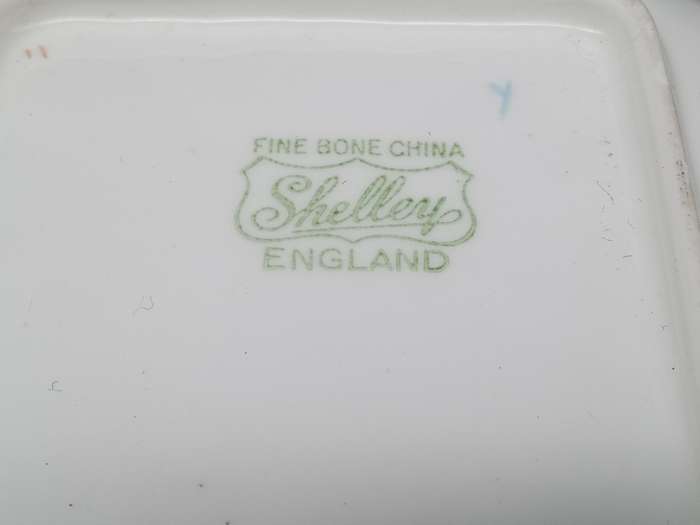 Y
FINE BONE CHINA
Shelley
ENGLAND